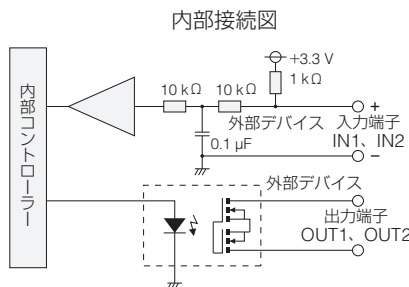 内部接続図
+3.3 V
1 kΩ
10 kΩ
10 kΩ
外部デバイス
0.1 µF
+
入力端子
IN1、IN2
−
内部コントローラー
外部デバイス
出力端子
OUT1、OUT2